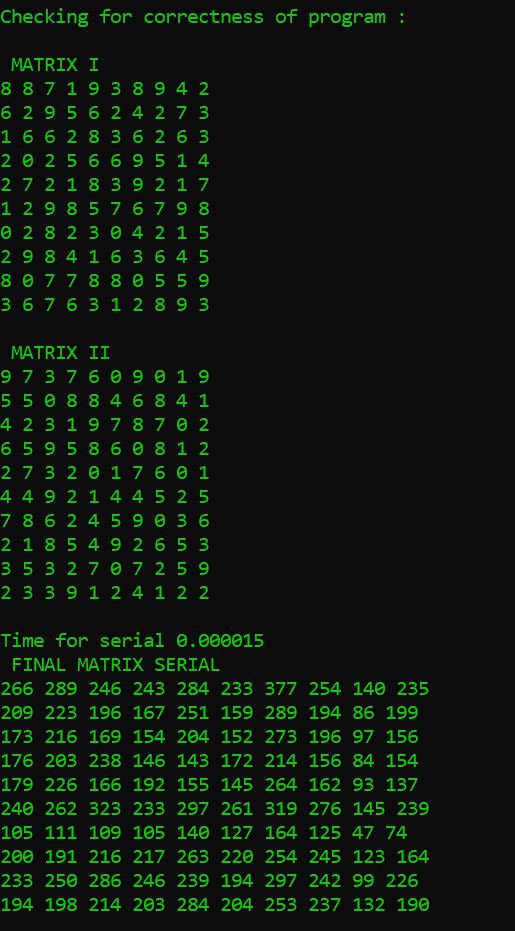 Checking for correctness of program :
MATRIX I
8 8 7 1 9 3 8 9 4 2
6 2 9 5 6 2 4 2 7 3
1 6 6 2 8 3 6 2 6 3
2 0 2 5 6 6 9 5 1 4
2 7 2 1 8 3 9 2 1 7
1 2 9 8 5 7 6 7 9 8
0 2 8 2 3 0 4 2 1 5
2 9 8 4 1 6 3 6 4 5
8 0 7 7 8 8 0 5 5 9
3 6 7 6 3 1 2 8 9 3
MATRIX II
9 7 3 7 6 0 9 0 1 9
5 5 0 8 8 4 6 8 4 1
4 2 3 1 9 7 8 7 0 2
6 5 9 5 8 6 0 8 1 2
2 7 3 2 0 1 7 6 0 1
4 4 9 2 1 4 4 5 2 5
7 8 6 2 4 5 9 0 3 6
2 1 8 5 4 9 2 6 5 3
3 5 3 2 7 0 7 2 5 9
2 3 3 9 1 2 4 1 2 2
Time for serial 0.000015
FINAL MATRIX SERIAL
266 289 246 243 284 233 377 254 140 235
209 223 196 167 251 159 289 194 86 199
173 216 169 154 204 152 273 196 97 156
176 203 238 146 143 172 214 156 84 154
179 226 166 192 155 145 264 162 93 137
240 262 323 233 297 261 319 276 145 239
105 111 109 105 140 127 164 125 47 74
200 191 216 217 263 220 254 245 123 164
233 250 286 246 239 194 297 242 99 226
194 198 214 203 284 204 253 237 132 190